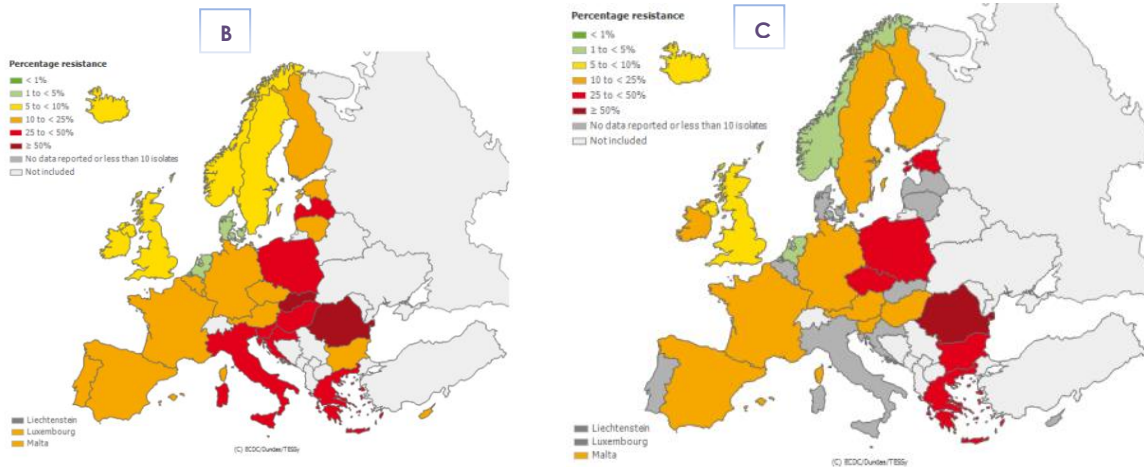 B
Percentage resistance
< 1%
1 to < 5%
5 to < 10%
10 to < 25%
25 to < 50%
≥ 50%
No data reported or less than 10 isolates
Not included
Liechtenstein
Luxembourg
Malta
(C) ECDC/Dundas/TESSy
C
Percentage resistance
< 1%
1 to < 5%
5 to < 10%
10 to < 25%
25 to < 50%
≥ 50%
No data reported or less than 10 isolates
Not included
Liechtenstein
Luxembourg
Malta
(C) ECDC/Dundas/TESSy